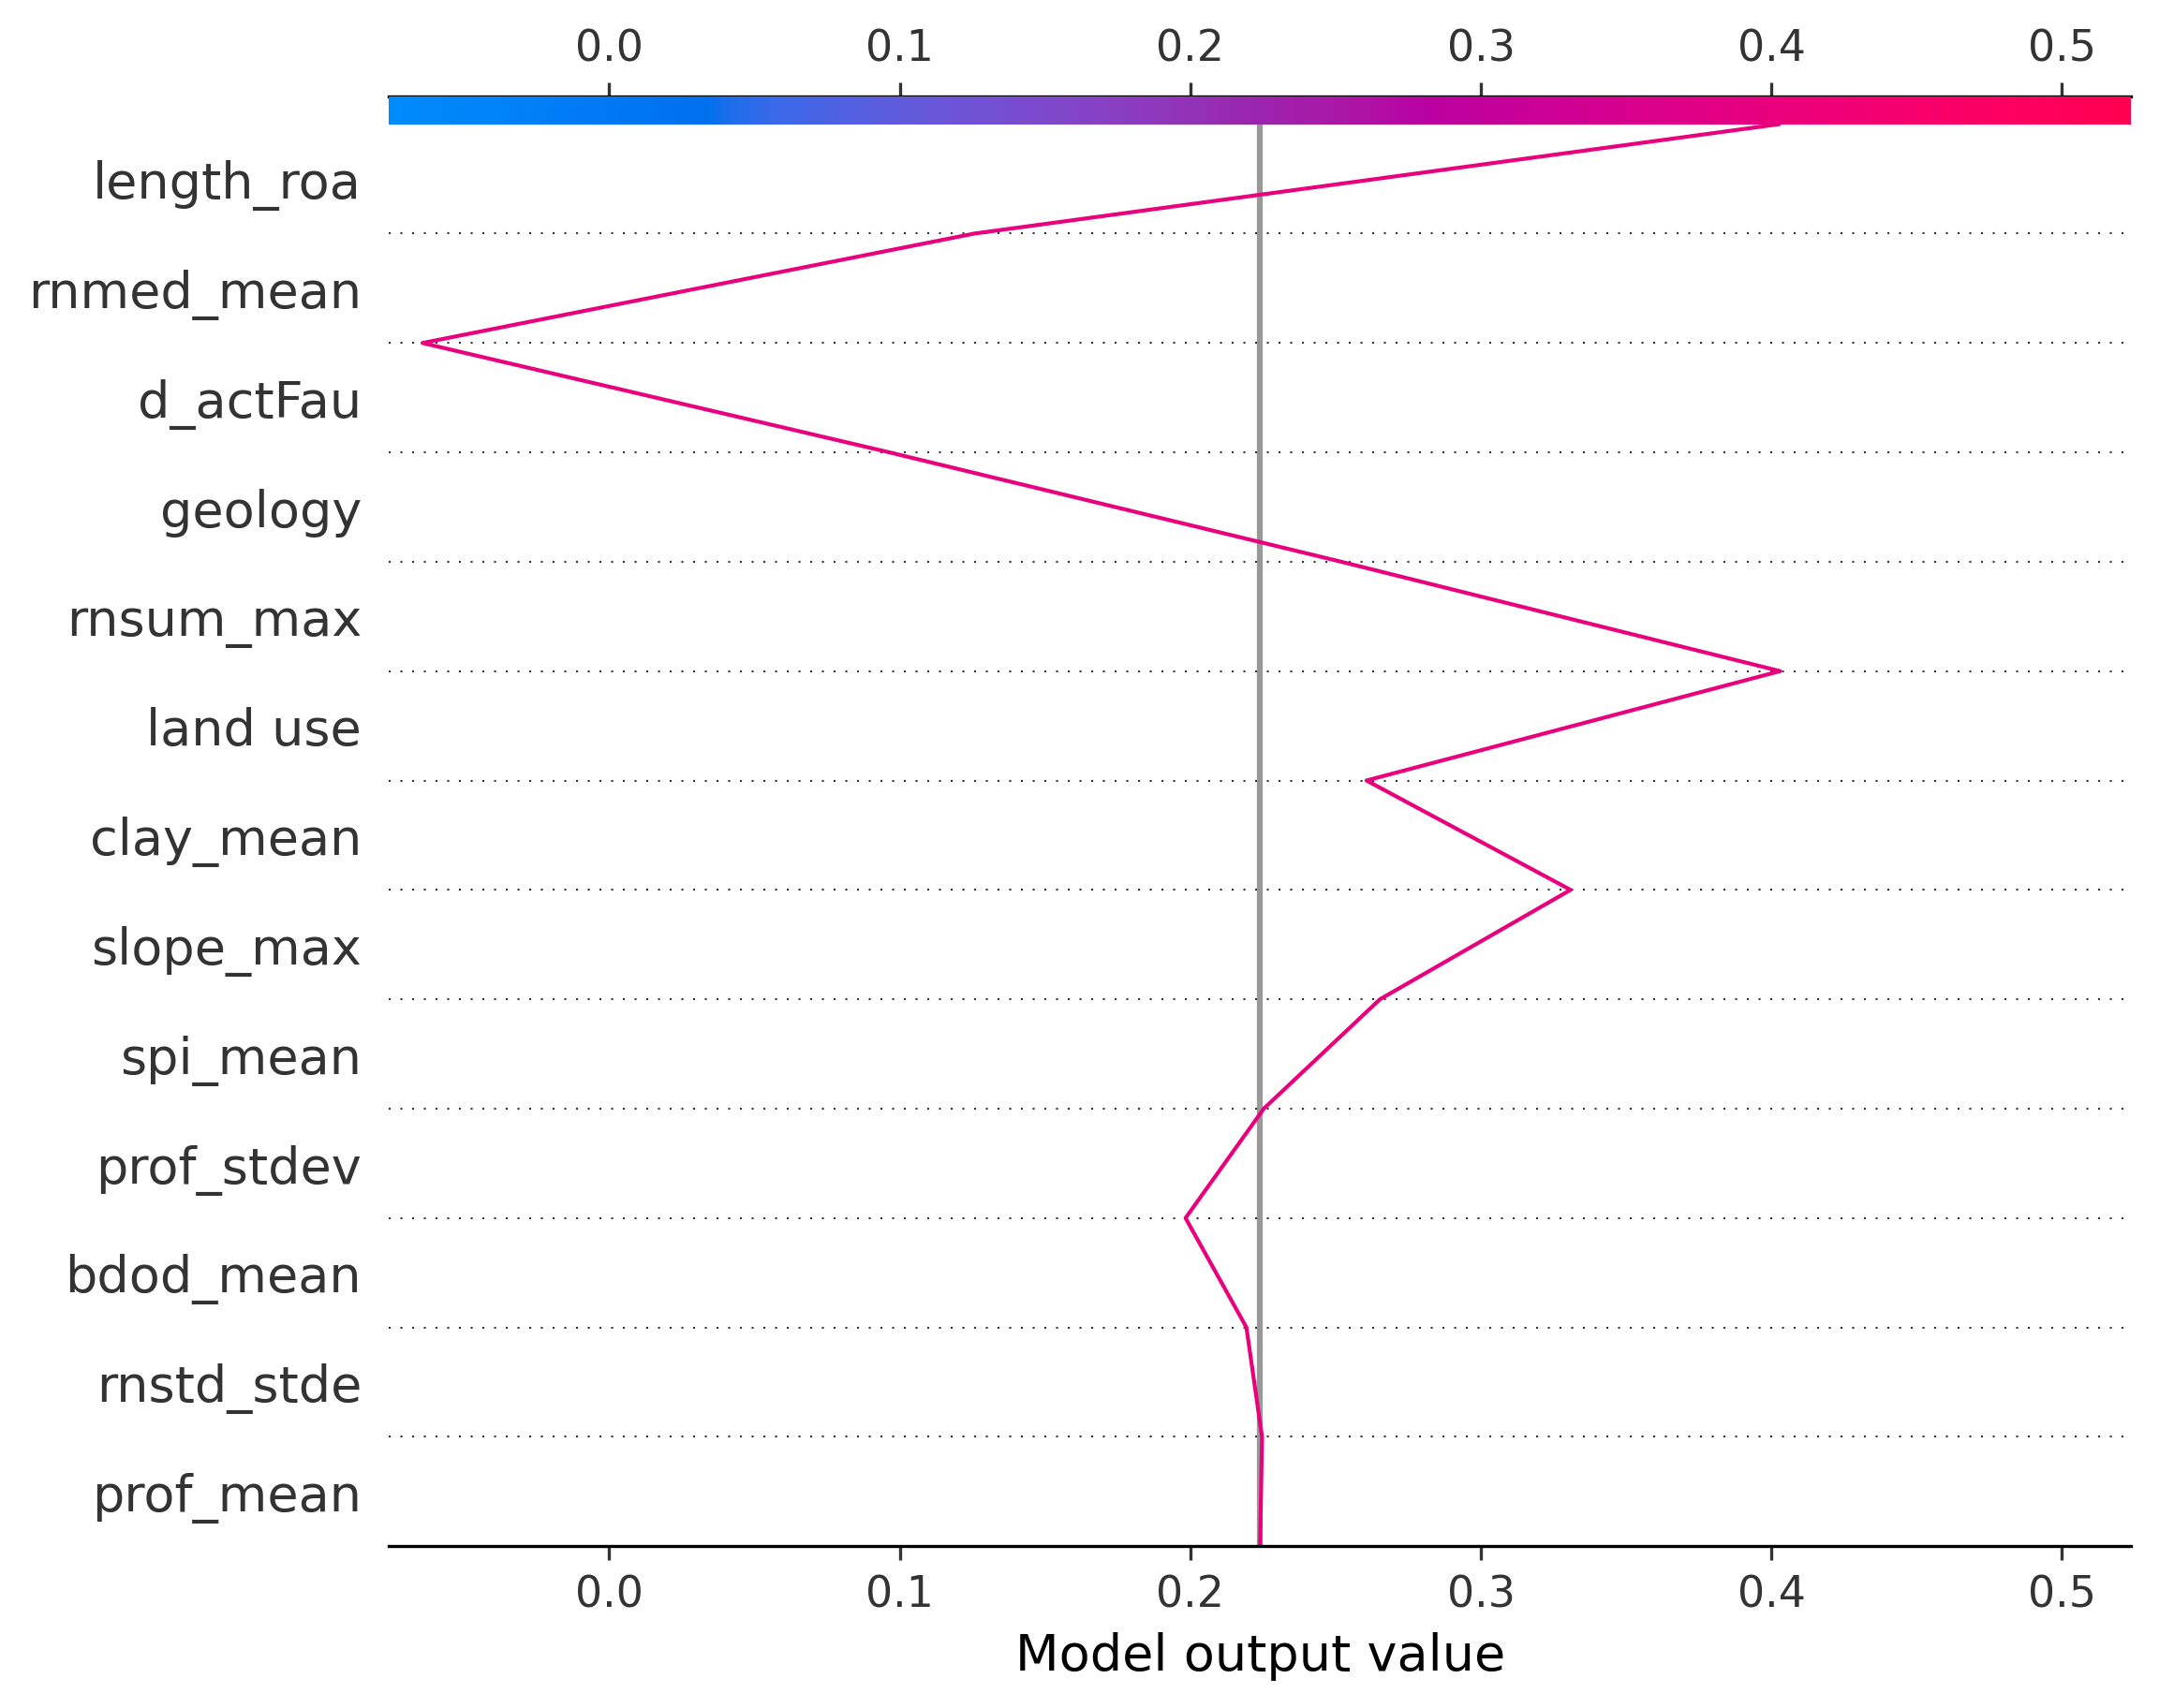 0.0 0.1 0.2 0.3 0.4 0.5
length_roa
rnmed_mean
d_actFau
geology
rnsum_max
land use
clay_mean
slope_max
spi_mean
prof_stdev
bdod_mean
rnstd_stde
prof_mean
0.0 0.1 0.2 0.3 0.4 0.5
Model output value